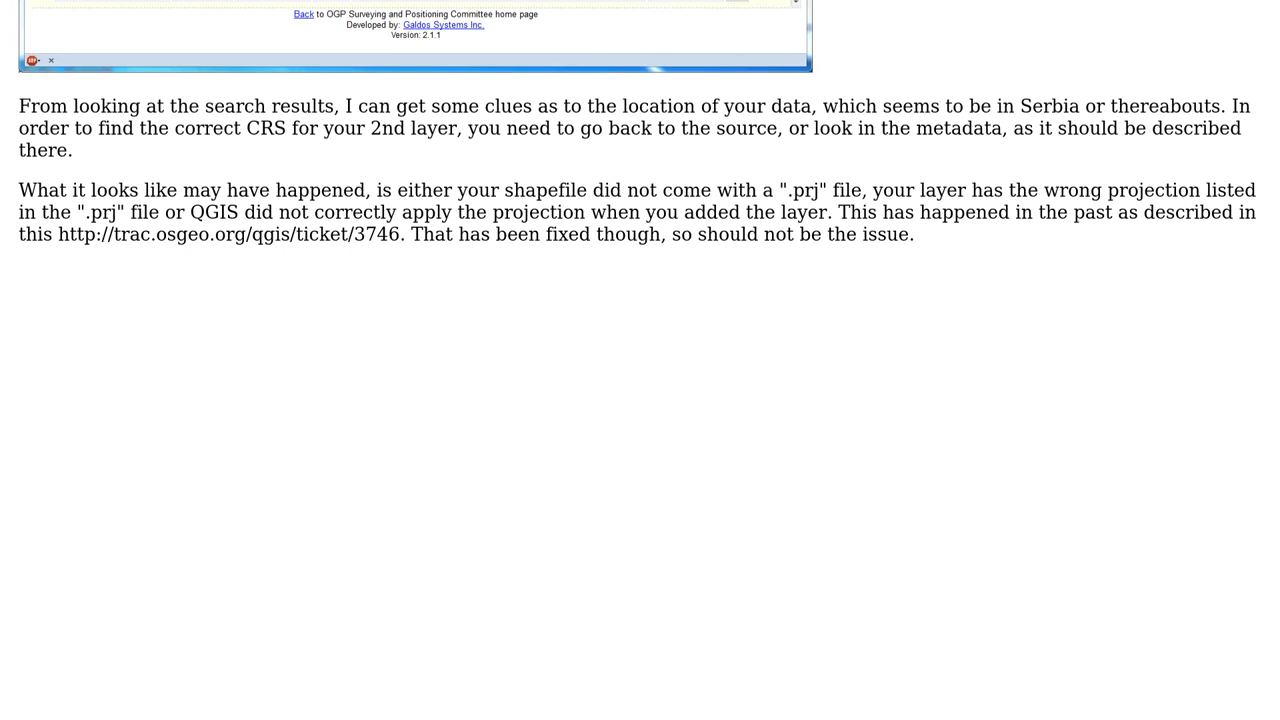 Back to OGP Surveying and Positioning Committee home page
Developed by: Galdos Systems Inc.
Version: 2.1.1
ABP
From looking at the search results, I can get some clues as to the location of your data, which seems to be in Serbia or thereabouts. In
order to find the correct CRS for your 2nd layer, you need to go back to the source, or look in the metadata, as it should be described
there.
What it looks like may have happened, is either your shapefile did not come with a ".prj" file, your layer has the wrong projection listed
in the ".prj" file or QGIS did not correctly apply the projection when you added the layer. This has happened in the past as described in
this http://trac.osgeo.org/qgis/ticket/3746. That has been fixed though, so should not be the issue.